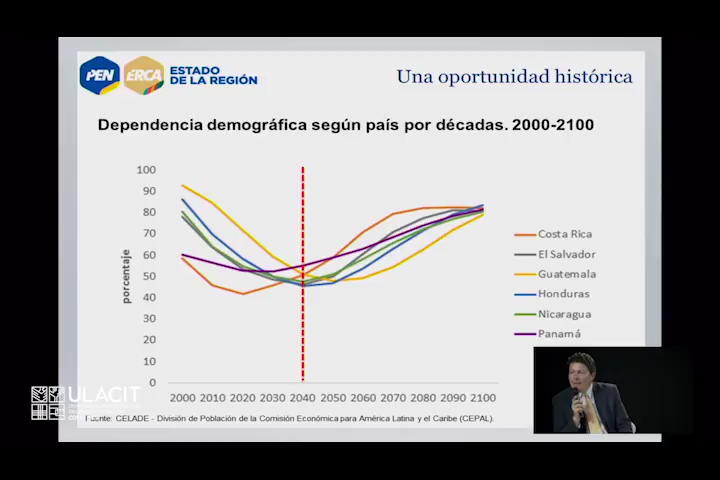 PEN
ERCA
ESTADO
DE LA REGIÓN
Una oportunidad histórica
Dependencia demográfica según país por décadas. 2000-2100
porcentaje
100
90
80
70
60
50
40
30
20
10
0
2000 2010 2020 2030 2040 2050 2060 2070 2080 2090 2100
Costa Rica
El Salvador
Guatemala
Honduras
Nicaragua
Panamá
ULACIT
Fuente: CELADE - División de Población de la Comisión Económica para América Latina y el Caribe (CEPAL).